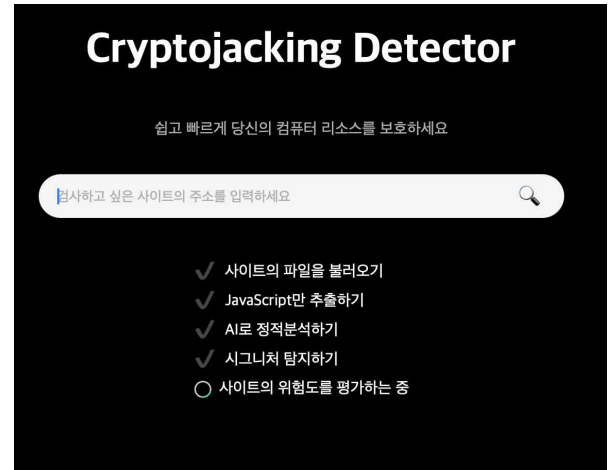 Cryptojacking Detector
쉽고 빠르게 당신의 컴퓨터 리소스를 보호하세요
검사하고 싶은 사이트의 주소를 입력하세요
사이트의 파일을 불러오기
JavaScript만 추출하기
AI로 정적분석하기
시그니처 탐지하기
사이트의 위험도를 평가하는 중